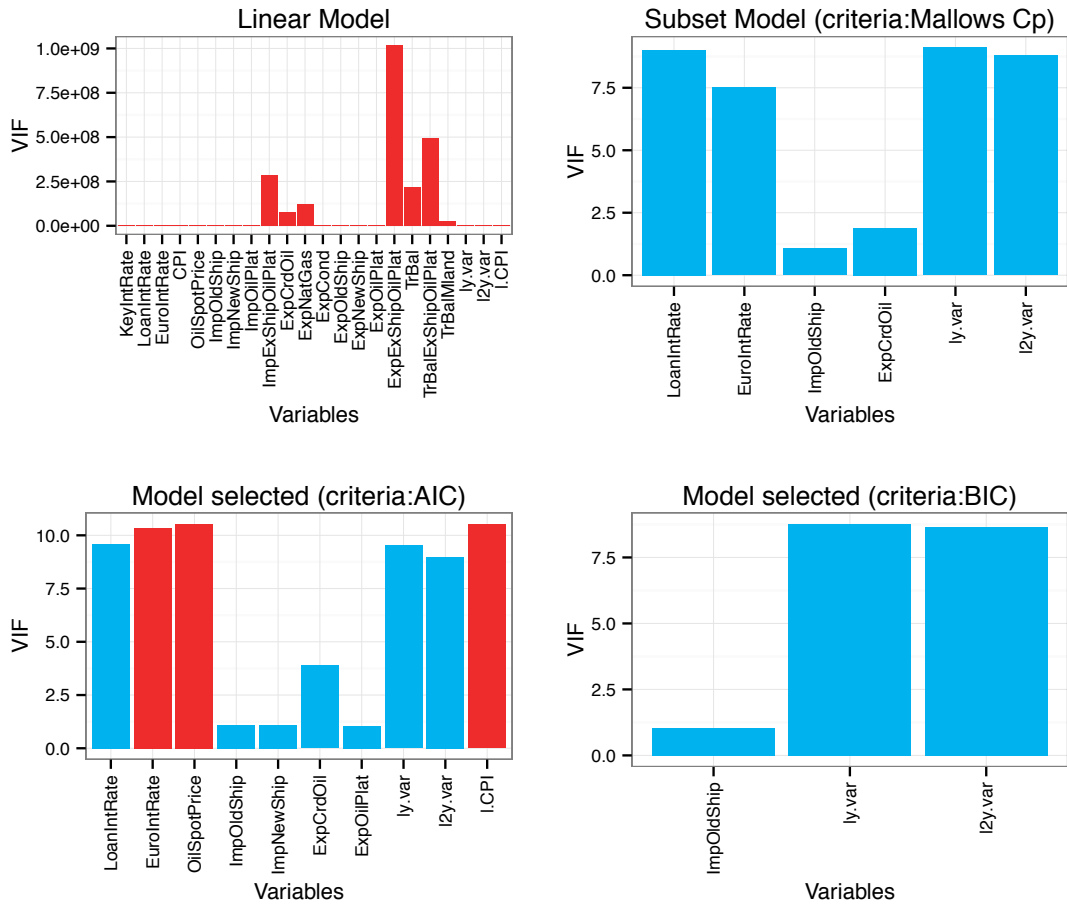 Linear Model
VIF
1.0e+09
7.5e+08
5.0e+08
2.5e+08
0.0e+00
KeyIntRate
LoanIntRate
EuroIntRate
CPI
OilSpotPrice
ImpOldShip
ImpNewShip
ImpOilPlat
ImpExShipOilPlat
ExpCrdOil
ExpNatGas
ExpCond
ExpOldShip
ExpNewShip
ExpOilPlat
ExpExShipOilPlat
TrBal
TrBalExShipOilPlat
TrBalMland
ly.var
l2y.var
l.CPI
Variables
Subset Model (criteria:Mallows Cp)
VIF
7.5
5.0
2.5
0.0
LoanIntRate
EuroIntRate
ImpOldShip
ExpCrdOil
ly.var
l2y.var
Variables
Model selected (criteria:AIC)
VIF
10.0
7.5
5.0
2.5
0.0
LoanIntRate
EuroIntRate
OilSpotPrice
ImpOldShip
ImpNewShip
ExpCrdOil
ExpOilPlat
ly.var
l2y.var
l.CPI
Variables
Model selected (criteria:BIC)
VIF
7.5
5.0
2.5
0.0
ImpOldShip
ly.var
l2y.var
Variables